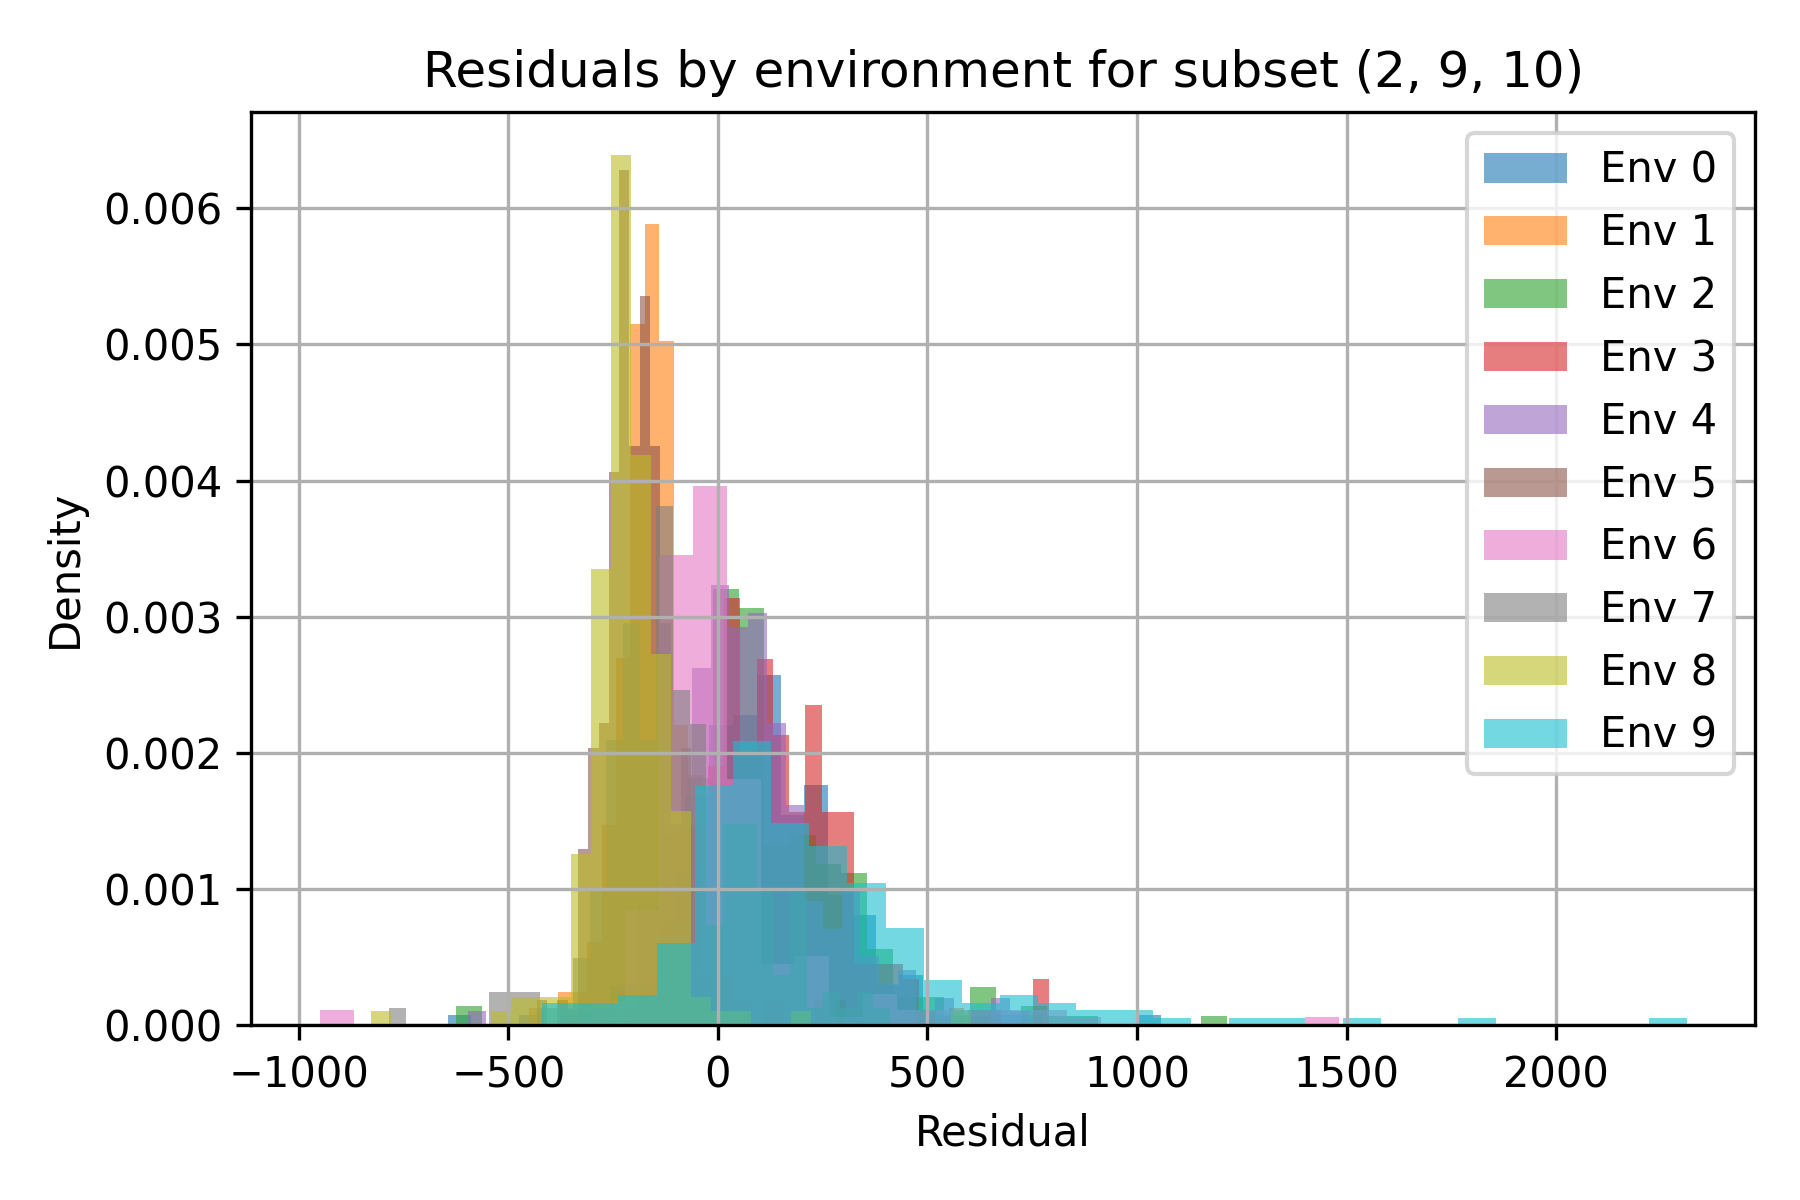 Residuals by environment for subset (2, 9, 10)
Env 0
Env 1
Env 2
Env 3
Env 4
Env 5
Env 6
Env 7
Env 8
Env 9
0.006
0.005
0.004
0.003
0.002
0.001
0.000
Density
−1000
−500
0
500
1000
1500
2000
Residual